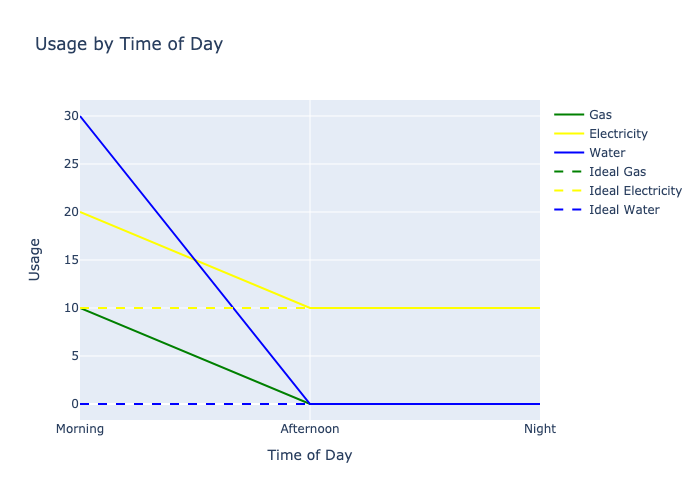 Usage by Time of Day
Gas
Electricity
Water
Ideal Gas
Ideal Electricity
Ideal Water
Usage
30
25
20
15
10
5
0
Morning
Afternoon
Night
Time of Day